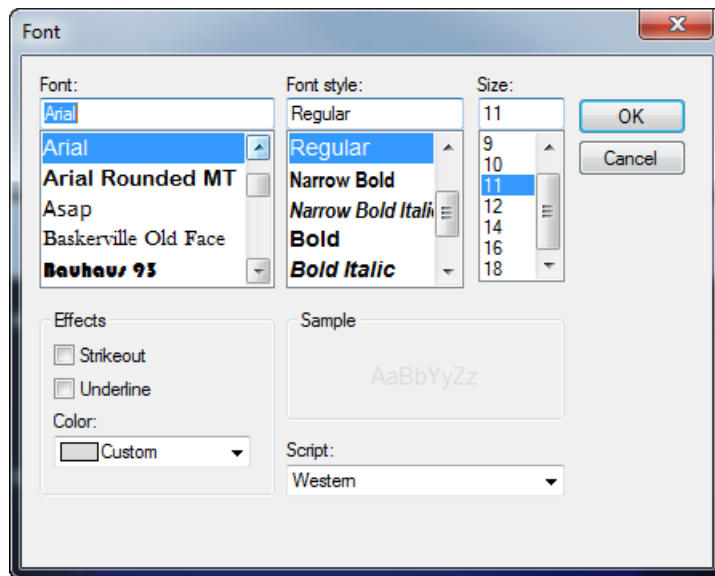 Font
Font:
Font style:
Size:
Arial
Regular
11
OK
Cancel
Arial
Arial Rounded MT
Asap
Baskerville Old Face
Bauhaus 93
Regular
Narrow Bold
Narrow Bold Itali
Bold
Bold Italic
9
10
11
12
14
16
18
Effects
Strikeout
Underline
Color:
Custom
Sample
AaBbYyZz
Script:
Western